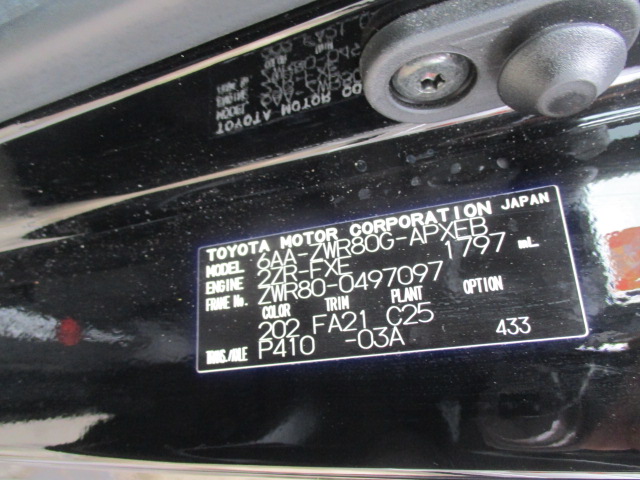 TOYOTA MOTOR CORPORATION JAPAN
MODEL 6AA-ZWR80G-APXEB
ENGINE 2ZR-FXE 1797 mL
FRAME No. ZWR80-0497097
COLOR TRIM PLANT OPTION
202 FA21 C25
TRANS./AXLE P410 -03A 433